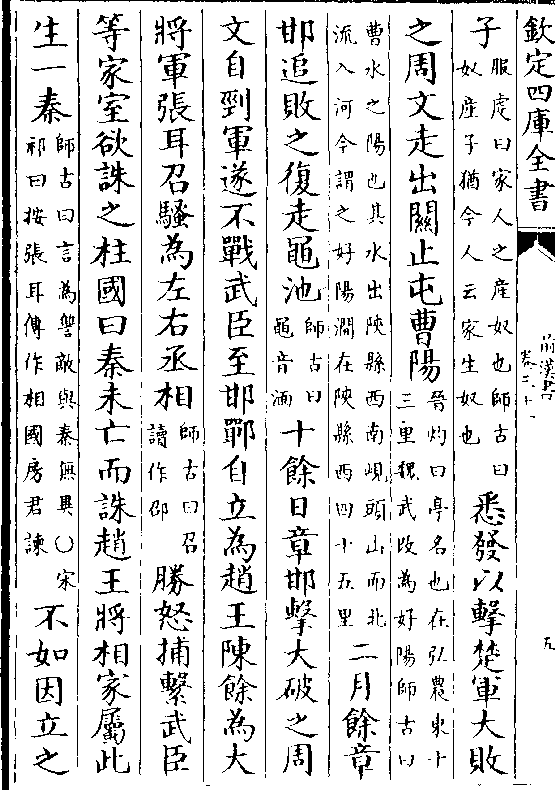 欽定四庫全書
前漢書
卷三十一
五
子服虔曰家人之産奴也師古曰奴産子猶今人云家生奴也悉發以擊楚軍大敗
之周文走出關止屯曹陽晉灼曰亭名也在弘農東十三里魏武改為好陽師古曰
曹水之陽也其水出陜縣西南峴頭山而北流入河今謂之好陽澗在陜縣西四十五里二月餘章
邯追敗之復走黽池師古曰黽音湎十餘日章邯擊大破之周
文自剄軍遂不戰武臣至邯鄲自立為趙王陳餘為大
將軍張耳召騷為左右丞相師古曰召讀作邵勝怒捕繫武臣
等家室欲誅之柱國曰秦未亡而誅趙王將相家屬此
生一秦師古曰言為讐敵與秦無異○宋祁曰按張耳傳作相國房君諫不如因立之